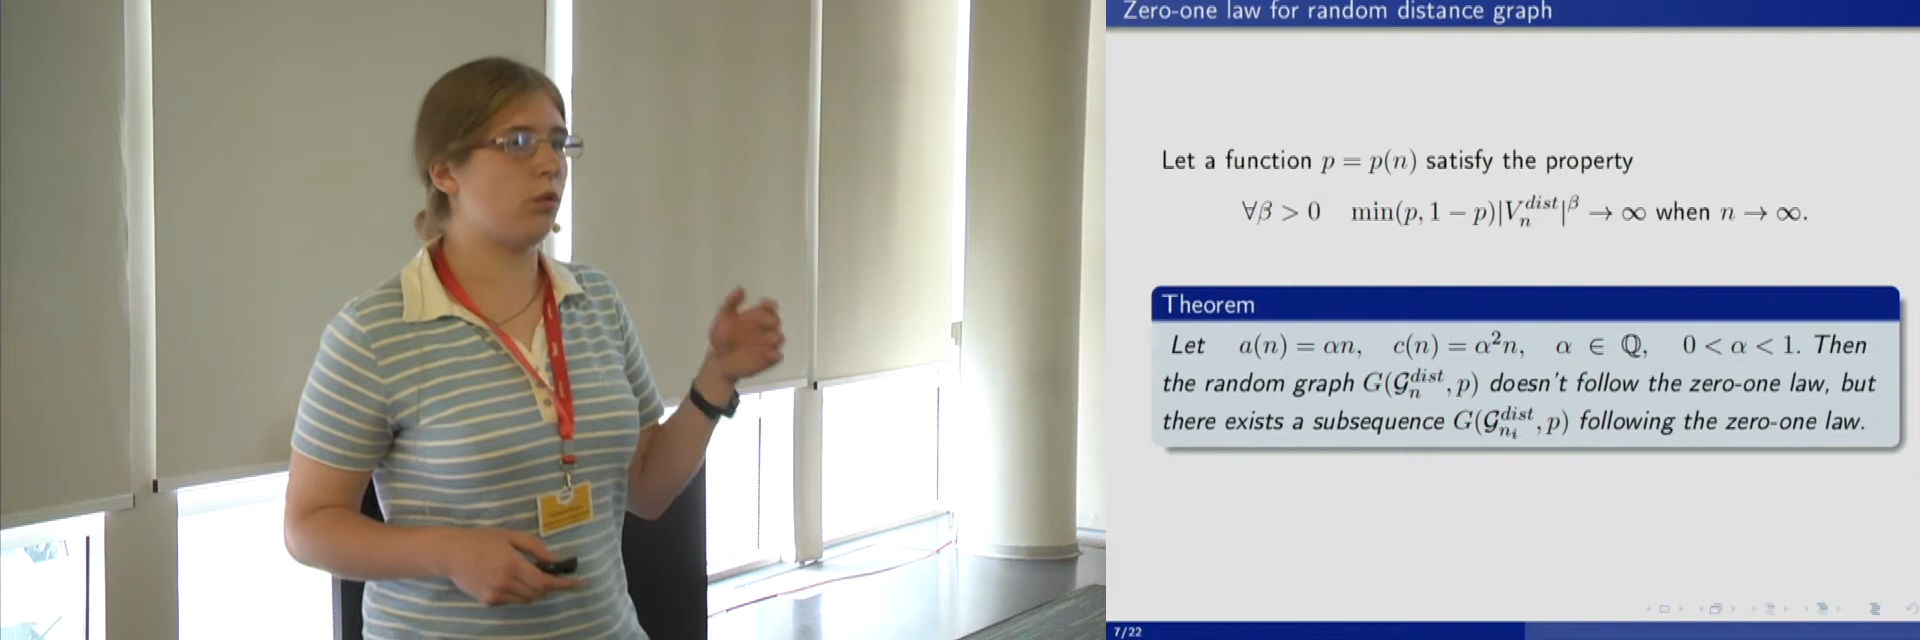 Zero-one law for random distance graph
Let a function p = p(n) satisfy the property
∀β > 0 min(p, 1 − p)|V_n^{dist}|^β → ∞ when n → ∞.
Theorem
Let a(n) = αn, c(n) = α²n, α ∈ ℚ, 0 < α < 1. Then
the random graph G(𝒢_n^{dist}, p) doesn't follow the zero-one law, but
there exists a subsequence G(𝒢_{n_i}^{dist}, p) following the zero-one law.
7/22